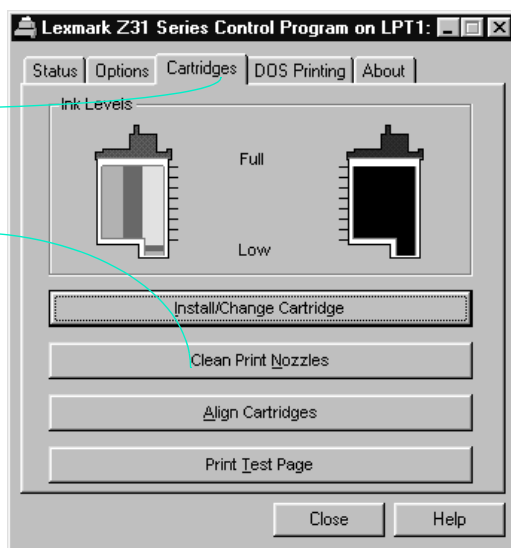 Lexmark Z31 Series Control Program on LPT1:
Status Options Cartridges DOS Printing About
Ink Levels
Full
Low
Install/Change Cartridge
Clean Print Nozzles
Align Cartridges
Print Test Page
Close Help